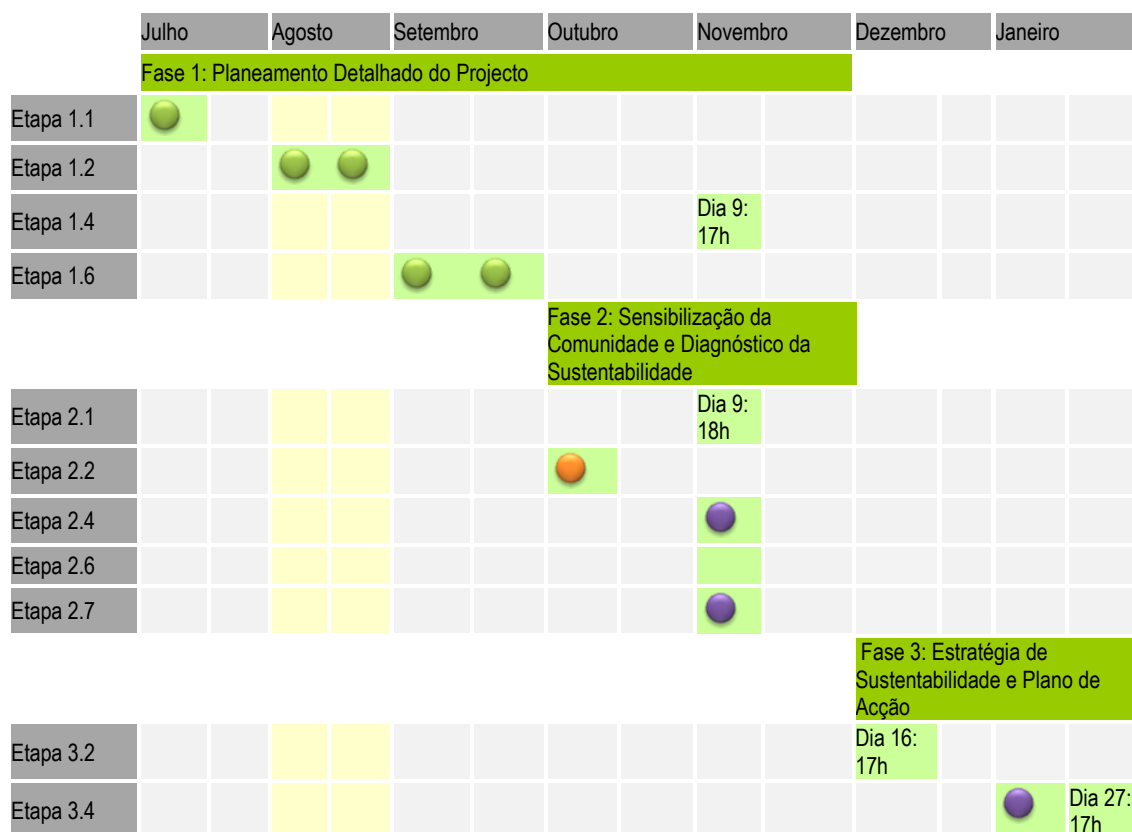 Julho Agosto Setembro Outubro Novembro Dezembro Janeiro
Fase 1: Planeamento Detalhado do Projecto
Etapa 1.1
Etapa 1.2
Etapa 1.4
Dia 9:
17h
Etapa 1.6
Fase 2: Sensibilização da
Comunidade e Diagnóstico da
Sustentabilidade
Etapa 2.1
Dia 9:
18h
Etapa 2.2
Etapa 2.4
Etapa 2.6
Etapa 2.7
Fase 3: Estratégia de
Sustentabilidade e Plano de
Acção
Etapa 3.2
Dia 16:
17h
Etapa 3.4
Dia 27:
17h